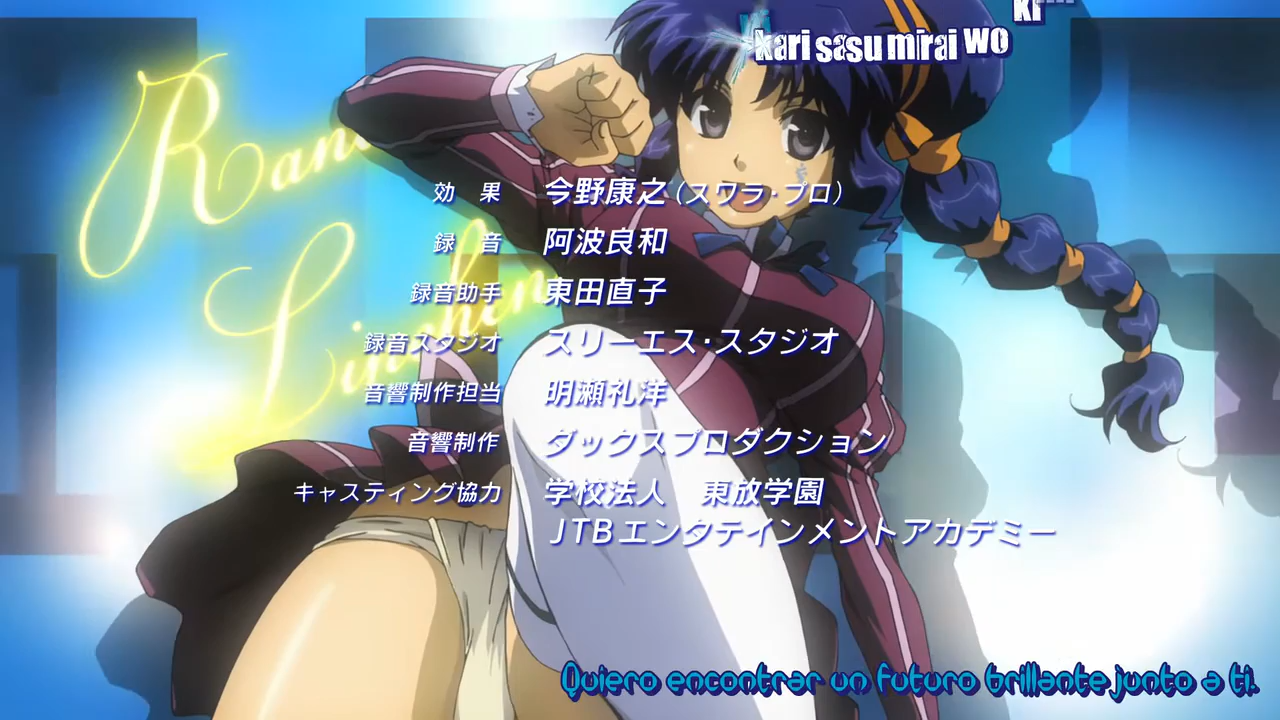 ki
kari sasu mirai wo
Ran
Linshen
効 果 今野康之(スワラ・プロ)
録 音 阿波良和
録音助手 東田直子
録音スタジオ スリーエス・スタジオ
音響制作担当 明瀬礼洋
音響制作 ダックスプロダクション
キャスティング協力 学校法人 東放学園
JTBエンタテインメントアカデミー
Quiero encontrar un futuro brillante junto a ti.